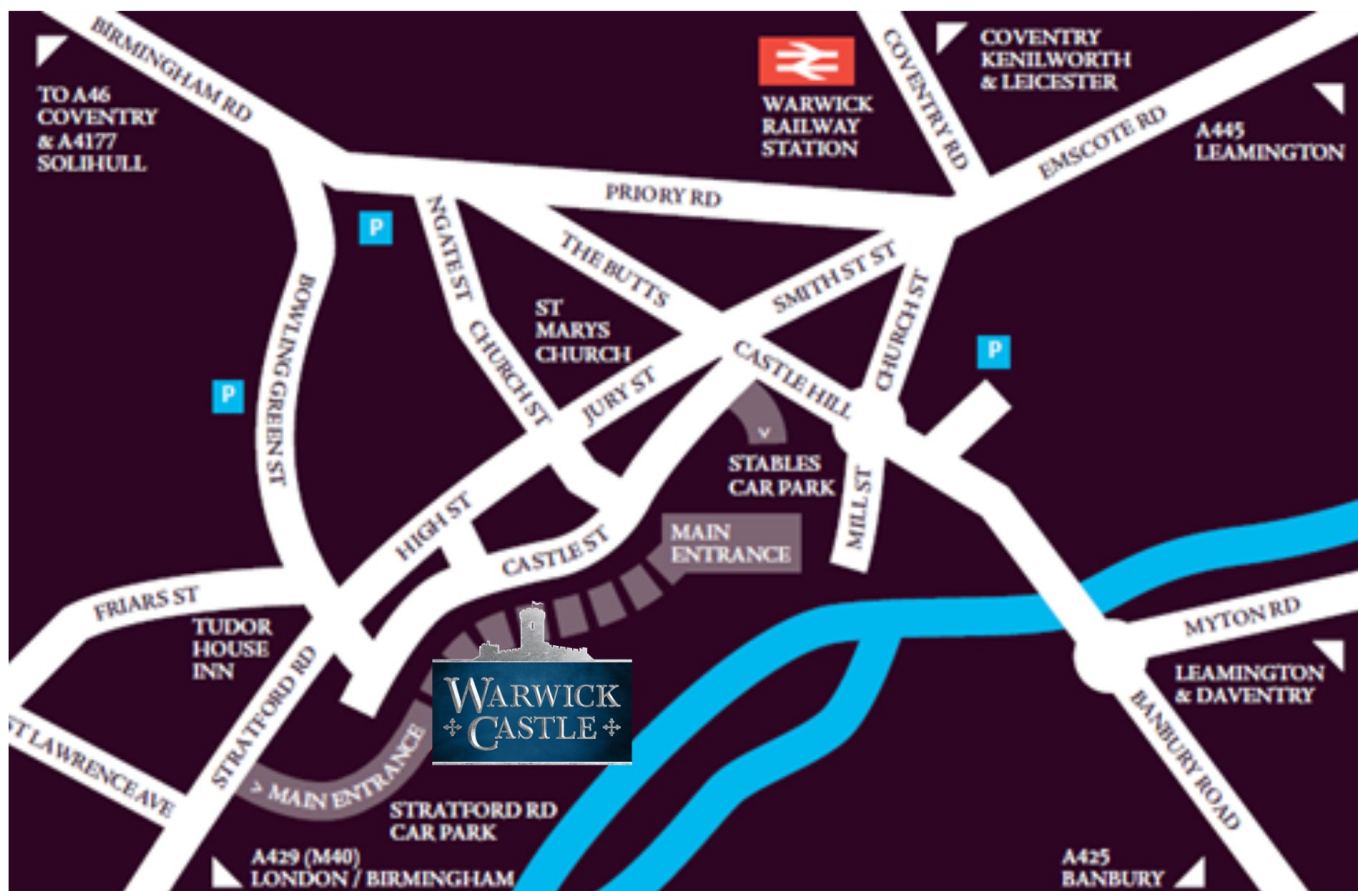 BIRMINGHAM RD
TO A46
COVENTRY
& A4177
SOLIHULL
WARWICK
RAILWAY
STATION
COVENTRY RD
COVENTRY
KENILWORTH
& LEICESTER
EMSCOTE RD
A445
LEAMINGTON
PRIORY RD
P
N'GATE ST
THE BUTTS
SMITH ST ST
CHURCH ST
BOWLING GREEN ST
ST
MARYS
CHURCH
CHURCH ST
JURY ST
CASTLE HILL
P
P
STABLES
CAR PARK
MILL ST
HIGH ST
CASTLE ST
MAIN
ENTRANCE
FRIARS ST
TUDOR
HOUSE
INN
MYTON RD
LEAMINGTON
& DAVENTRY
WARWICK
CASTLE
STRATFORD RD
ST LAWRENCE AVE
> MAIN ENTRANCE
BANBURY ROAD
STRATFORD RD
CAR PARK
A429 (M40)
LONDON / BIRMINGHAM
A425
BANBURY